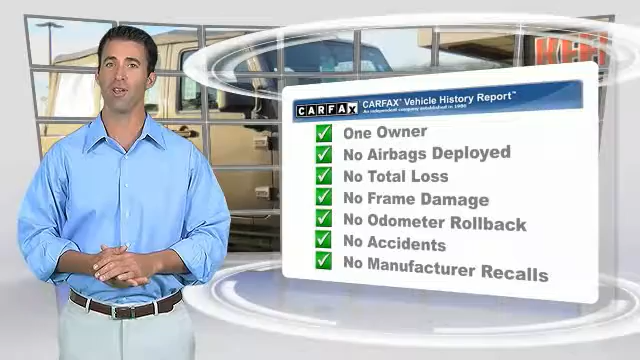 CARFAX CARFAX® Vehicle History Report™
An independent company established in 1986
One Owner
No Airbags Deployed
No Total Loss
No Frame Damage
No Odometer Rollback
No Accidents
No Manufacturer Recalls